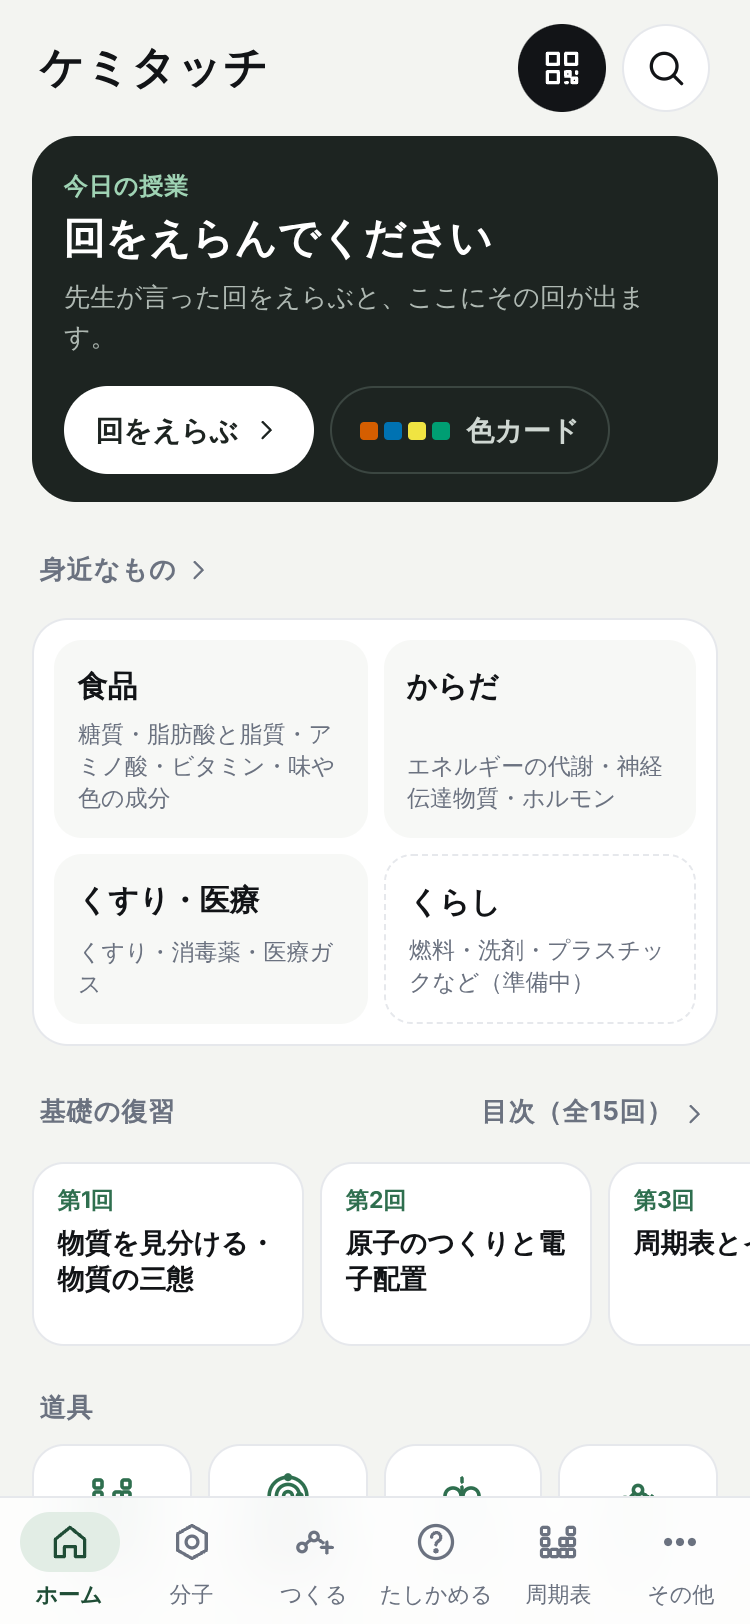 ケミタッチ
今日の授業
回をえらんでください
先生が言った回をえらぶと、ここにその回が出ま
す。
回をえらぶ
色カード
身近なもの
食品
糖質・脂肪酸と脂質・ア
ミノ酸・ビタミン・味や
色の成分
からだ
エネルギーの代謝・神経
伝達物質・ホルモン
くすり・医療
くすり・消毒薬・医療ガ
ス
くらし
燃料・洗剤・プラスチッ
クなど（準備中）
基礎の復習
目次（全15回）
第1回
物質を見分ける・
物質の三態
第2回
原子のつくりと電
子配置
第3回
周期表と
道具
ホーム
分子
つくる
たしかめる
周期表
その他